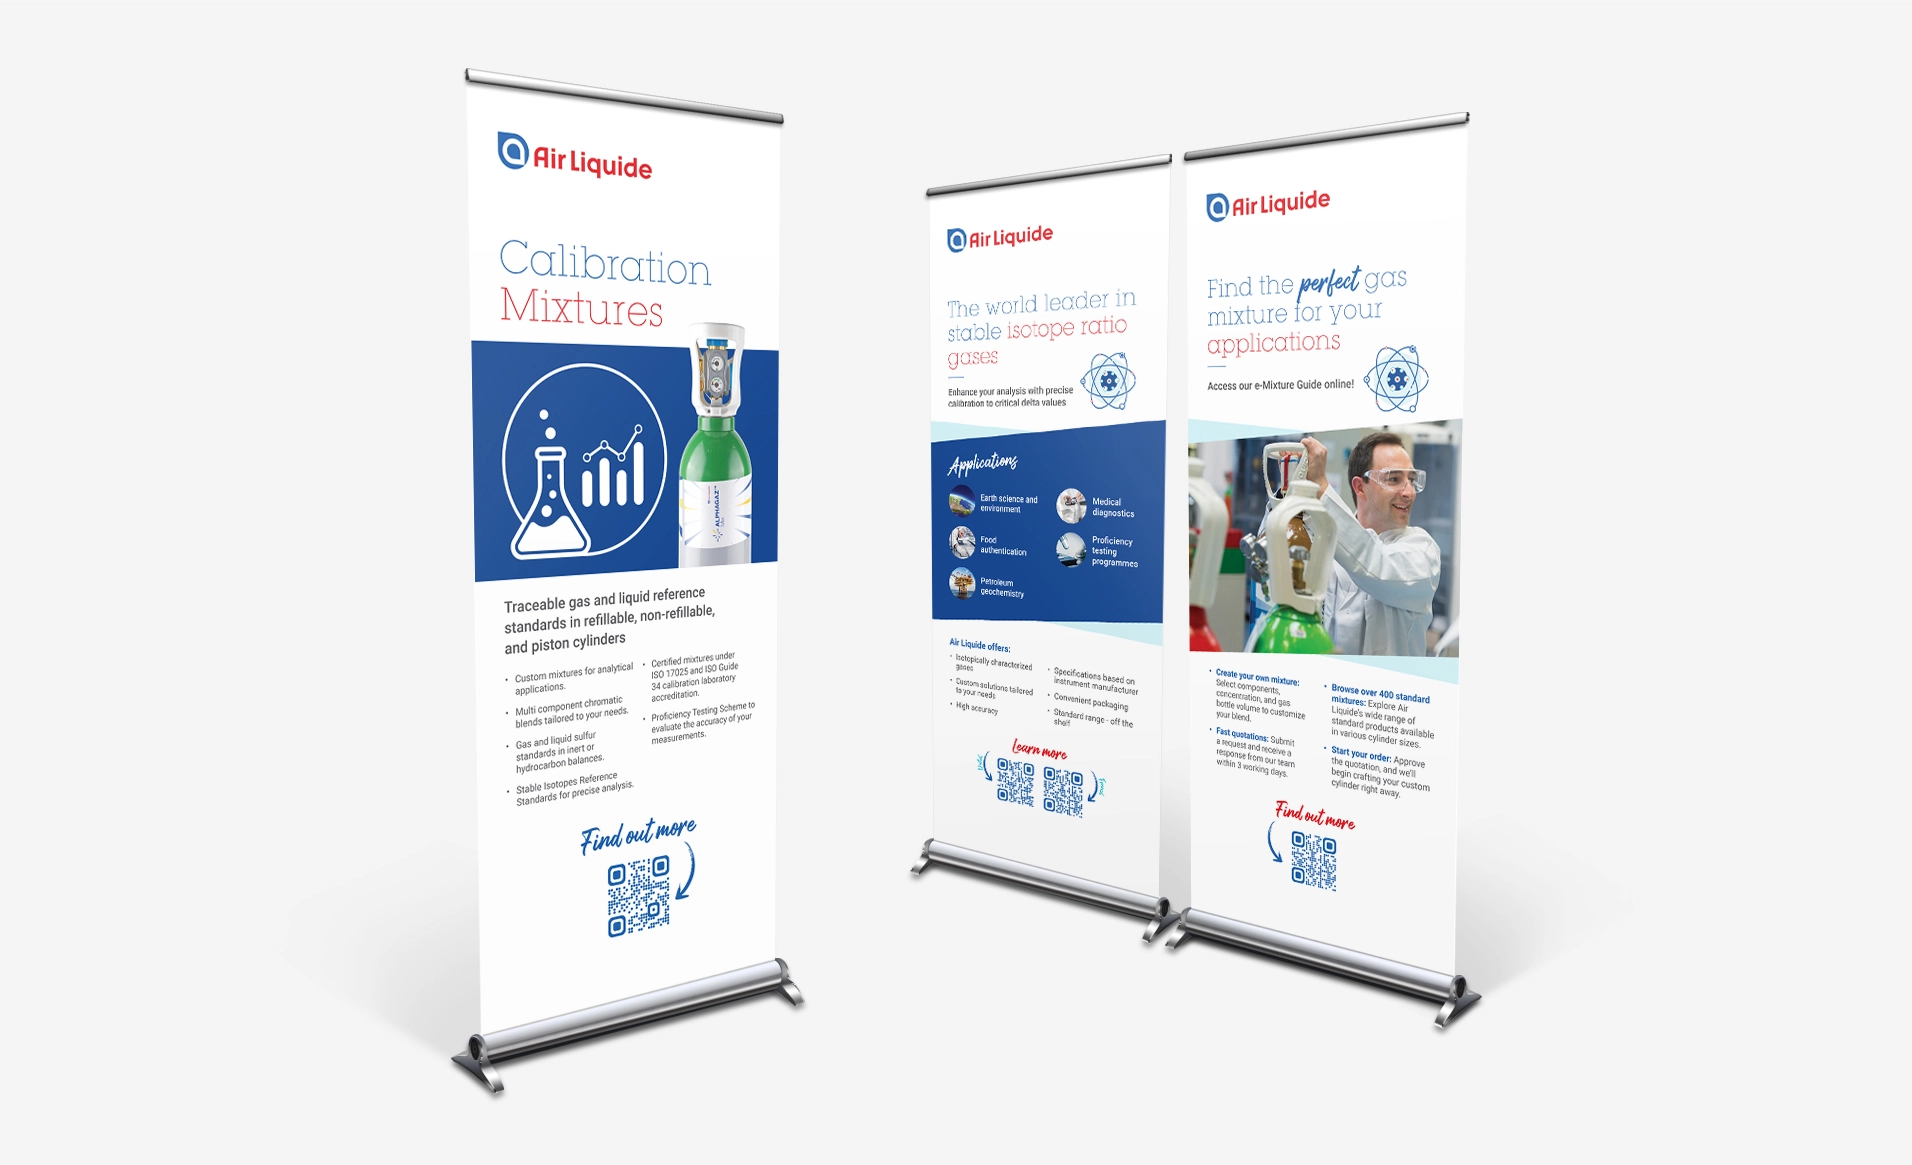 Air Liquide
Calibration
Mixtures
ALPHAGAZ™
Traceable gas and liquid reference
standards in refillable, non-refillable,
and piston cylinders
• Custom mixtures for analytical
applications.
• Multi component chromatic
blends tailored to your needs.
• Gas and liquid sulfur
standards in inert or
hydrocarbon balances.
• Stable Isotopes Reference
Standards for precise analysis.
• Certified mixtures under
ISO 17025 and ISO Guide
34 calibration laboratory
accreditation.
• Proficiency Testing Scheme to
evaluate the accuracy of your
measurements.
Find out more
Air Liquide
The world leader in
stable isotope ratio
gases
Enhance your analysis with precise
calibration to critical delta values
Applications
Earth science and
environment
Food
authentication
Petroleum
geochemistry
Medical
diagnostics
Proficiency
testing
programmes
Air Liquide offers:
• Isotopically characterized
gases
• Custom solutions tailored
to your needs
• High accuracy
• Specifications based on
instrument manufacturer
• Convenient packaging
• Standard range - off the
shelf
Learn more
Air Liquide
Find the perfect gas
mixture for your
applications
Access our e-Mixture Guide online!
• Create your own mixture:
Select components,
concentration, and gas
bottle volume to customize
your blend.
• Fast quotations: Submit
a request and receive a
response from our team
within 3 working days.
• Browse over 400 standard
mixtures: Explore Air
Liquide's wide range of
standard products available
in various cylinder sizes.
• Start your order: Approve
the quotation, and we'll
begin crafting your custom
cylinder right away.
Find out more